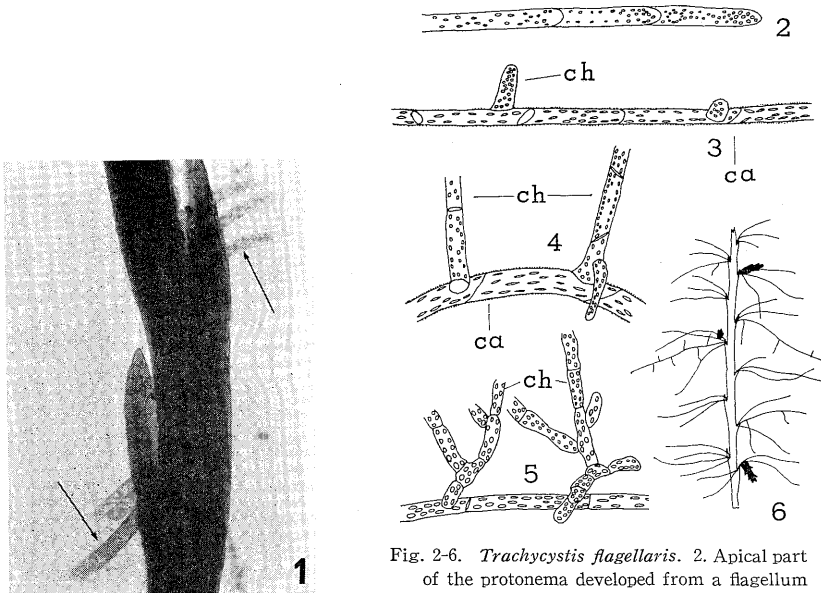 2
ch
3
ca
ch
4
ca
ch
5
6
1
Fig. 2-6. Trachycystis flagellaris. 2. Apical part
of the protonema developed from a flagellum